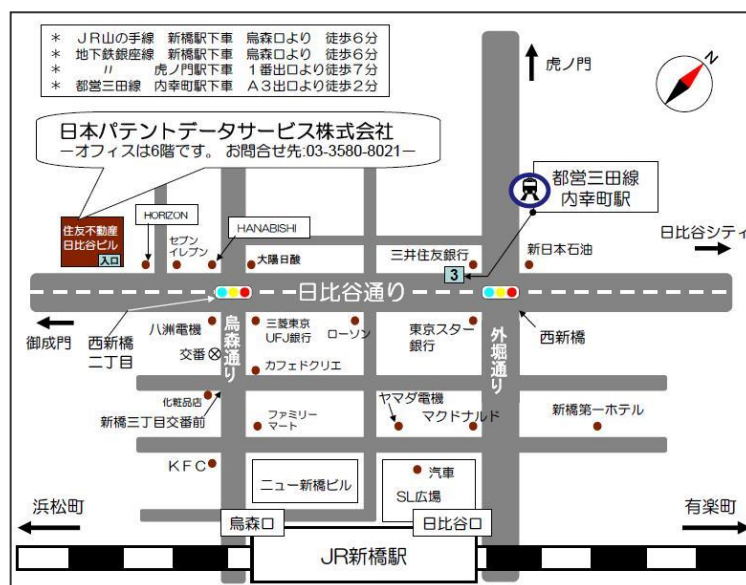 * JR山の手線 新橋駅下車 烏森口より 徒歩6分
* 地下鉄銀座線 新橋駅下車 烏森口より 徒歩6分
* 〃 虎ノ門駅下車 1番出口より徒歩7分
* 都営三田線 内幸町駅下車 A3出口より徒歩2分
N
虎ノ門
日本パテントデータサービス株式会社
−オフィスは6階です。 お問合せ先:03-3580-8021−
都営三田線
内幸町駅
住友不動産
日比谷ビル
入口
HORIZON
セブン
イレブン
HANABISHI
大陽日酸
三井住友銀行
3
新日本石油
日比谷シティ
日比谷通り
御成門
西新橋
二丁目
八洲電機
交番
烏森通り
三菱東京
UFJ銀行
ローソン
カフェドクリエ
東京スター
銀行
外堀通り
西新橋
化粧品店
新橋三丁目交番前
ファミリー
マート
ヤマダ電機
マクドナルド
新橋第一ホテル
KFC
ニュー新橋ビル
汽車
SL広場
浜松町
烏森口
日比谷口
有楽町
JR新橋駅